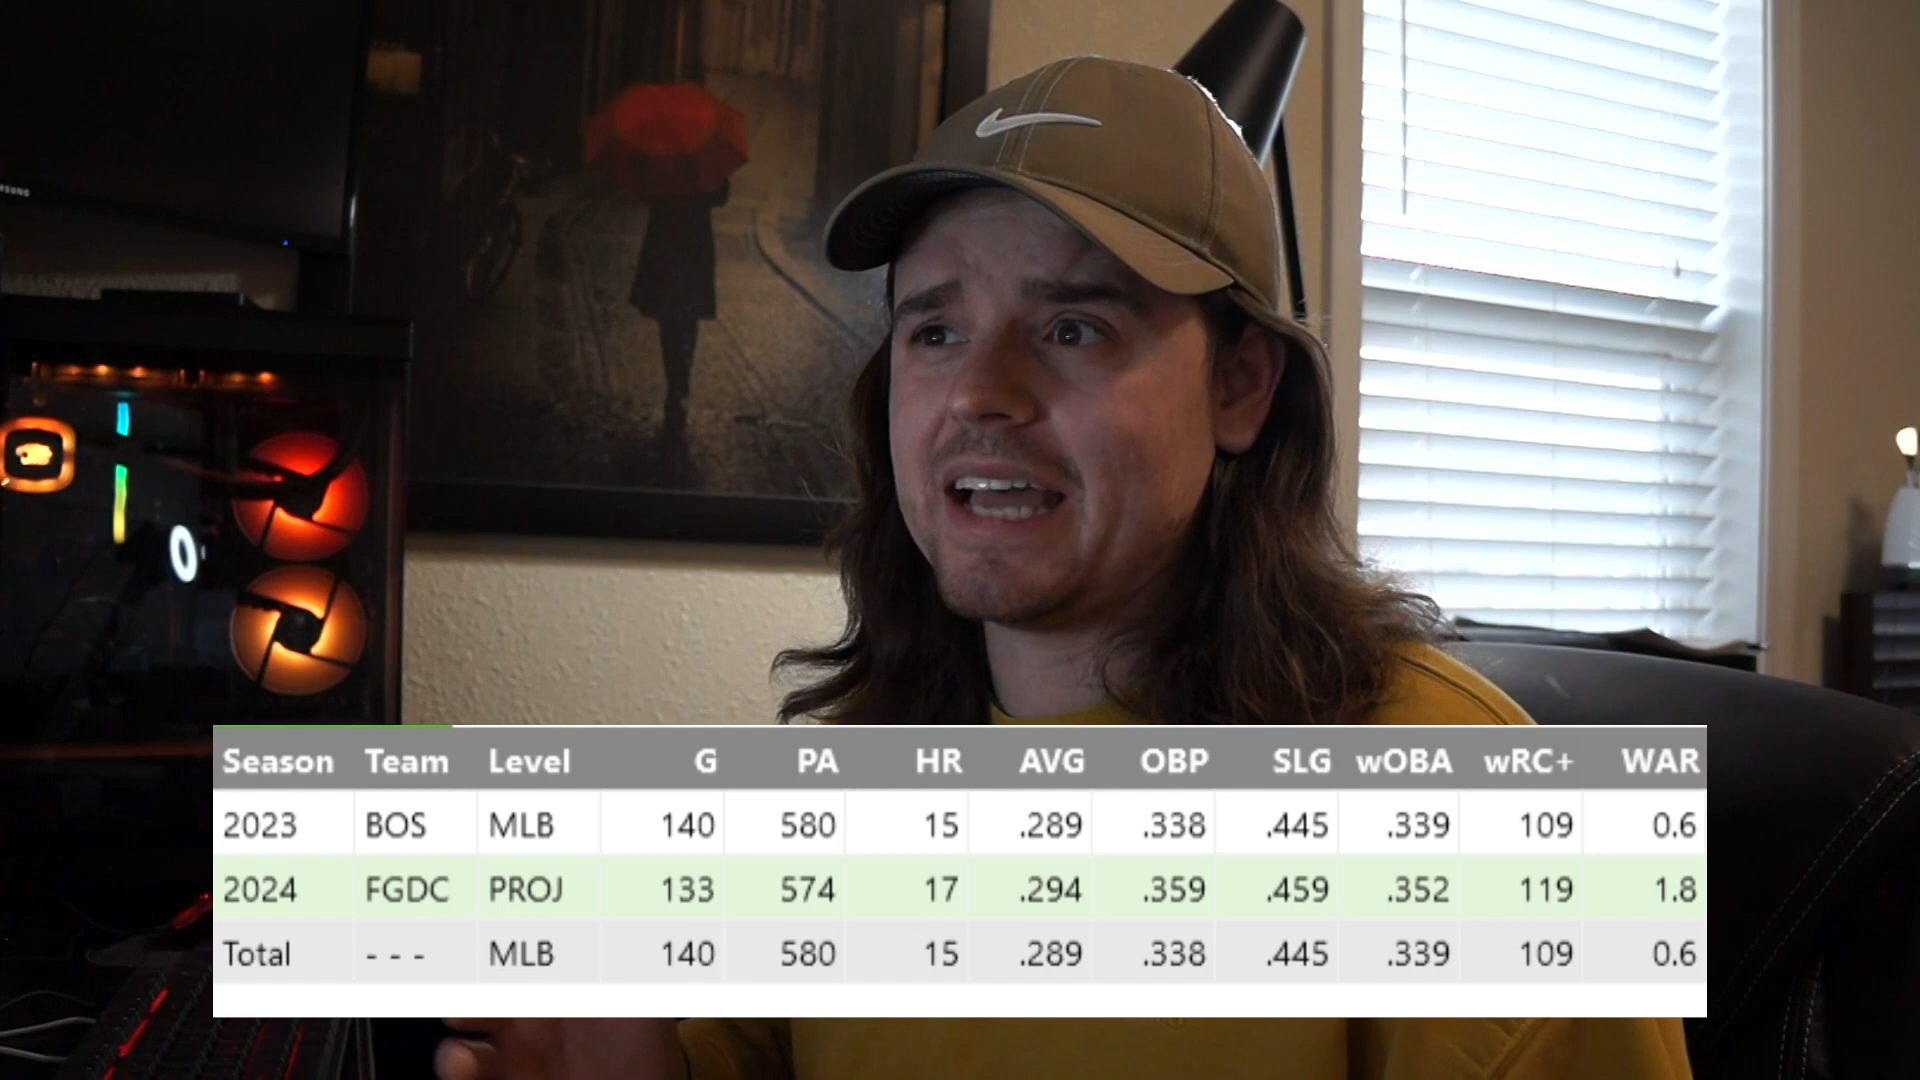 Season Team Level G PA HR AVG OBP SLG wOBA wRC+ WAR
2023 BOS MLB 140 580 15 .289 .338 .445 .339 109 0.6
2024 FGDC PROJ 133 574 17 .294 .359 .459 .352 119 1.8
Total - - - MLB 140 580 15 .289 .338 .445 .339 109 0.6